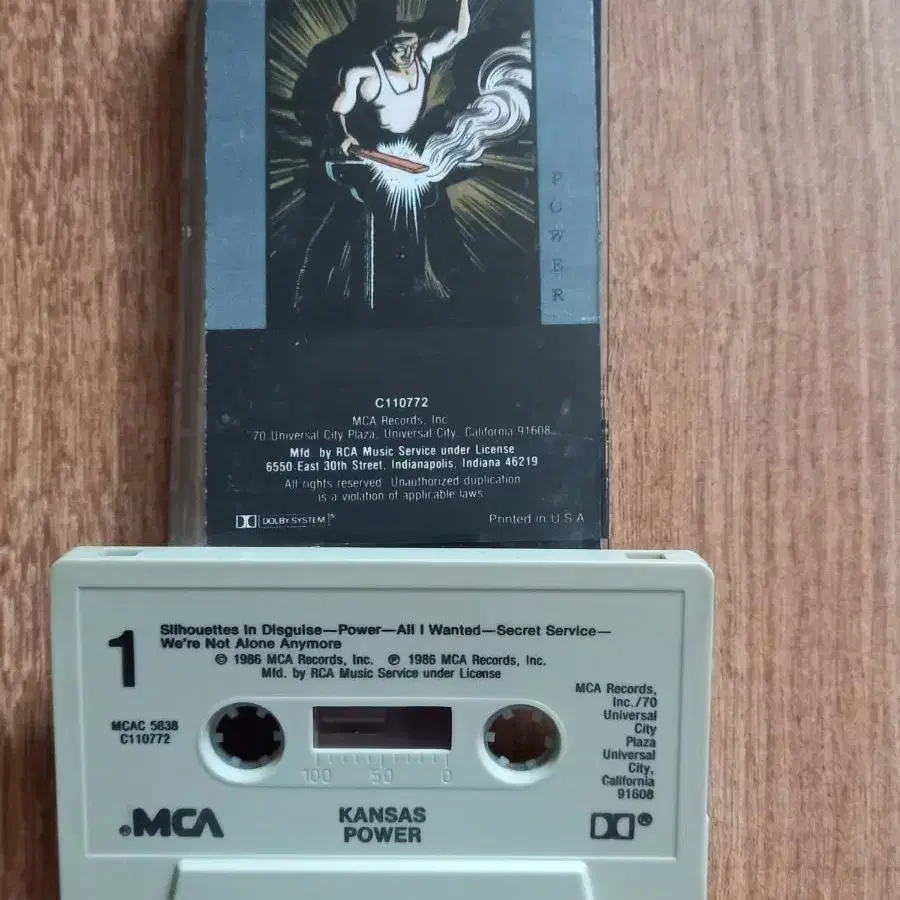 POWER
C110772
MCA Records, Inc
70 Universal City Plaza, Universal City, California 91608
Mfd. by RCA Music Service under License
6550 East 30th Street, Indianapolis, Indiana 46219
All rights reserved. Unauthorized duplication
is a violation of applicable laws
DOLBY SYSTEM®
Printed in U S A
1
Silhouettes In Disguise—Power—All I Wanted—Secret Service—
We're Not Alone Anymore
© 1986 MCA Records, Inc. ℗ 1986 MCA Records, Inc.
Mfd. by RCA Music Service under License
MCAC 5838
C110772
MCA Records,
Inc./70
Universal
City
Plaza
Universal
City,
California
91608
100 50 0
MCA
KANSAS
POWER